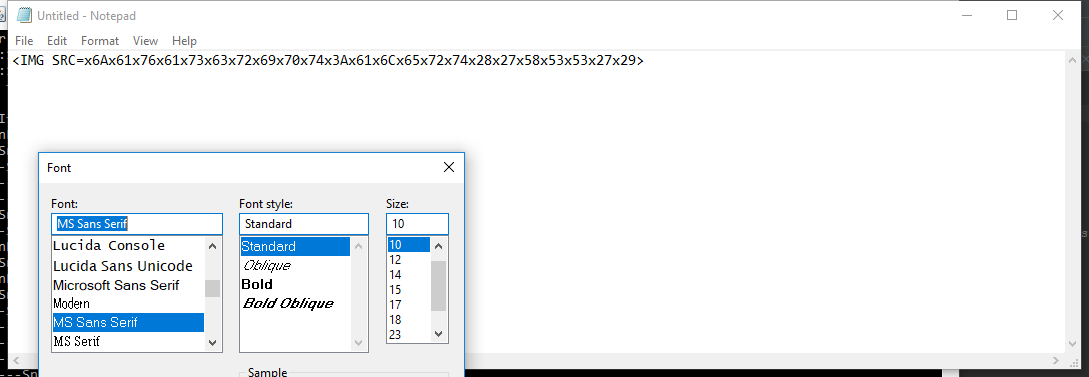 Untitled - Notepad
File Edit Format View Help
<IMG SRC=x6Ax61x76x61x73x63x72x69x70x74x3Ax61x6Cx65x72x74x28x27x58x53x53x27x29>
Font
Font: Font style: Size:
MS Sans Serif Standard 10
Lucida Console Standard 10
Lucida Sans Unicode Oblique 12
Microsoft Sans Serif Bold 14
Modern Bold Oblique 15
MS Sans Serif 17
MS Serif 18
23
Sample